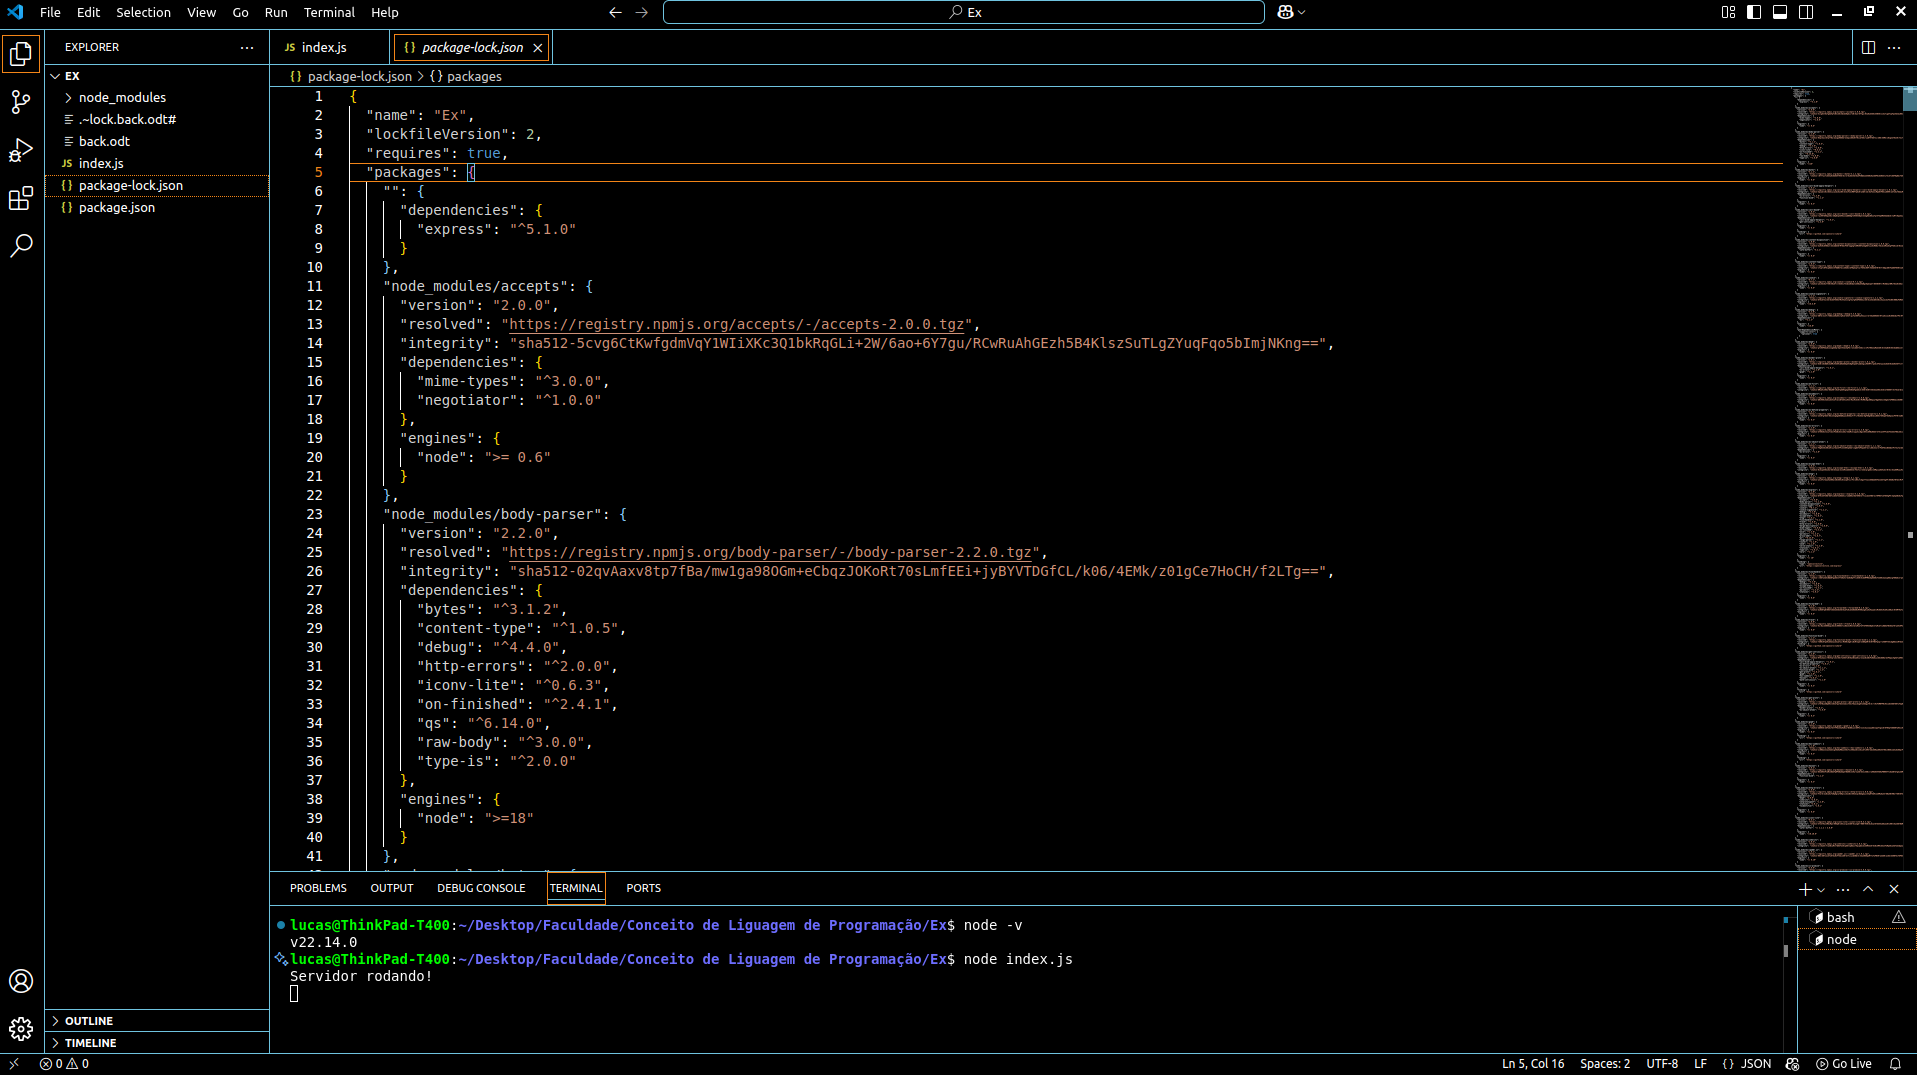 File Edit Selection View Go Run Terminal Help
Ex
EXPLORER
index.js
package-lock.json
EX
node_modules
.~lock.back.odt#
back.odt
JS index.js
{} package-lock.json
{} package.json
OUTLINE
TIMELINE
{} package-lock.json > {} packages
1 {
2 "name": "Ex",
3 "lockfileVersion": 2,
4 "requires": true,
5 "packages": {
6 "": {
7 "dependencies": {
8 "express": "^5.1.0"
9 }
10 },
11 "node_modules/accepts": {
12 "version": "2.0.0",
13 "resolved": "https://registry.npmjs.org/accepts/-/accepts-2.0.0.tgz",
14 "integrity": "sha512-5cvg6CtKwfgdmVqY1WIiXKc3Q1bkRqGLi+2W/6ao+6Y7gu/RCwRuAhGEzh5B4KlszSuTLgZYuqFqo5bImjNKng==",
15 "dependencies": {
16 "mime-types": "^3.0.0",
17 "negotiator": "^1.0.0"
18 },
19 "engines": {
20 "node": ">= 0.6"
21 }
22 },
23 "node_modules/body-parser": {
24 "version": "2.2.0",
25 "resolved": "https://registry.npmjs.org/body-parser/-/body-parser-2.2.0.tgz",
26 "integrity": "sha512-02qvAaxv8tp7fBa/mw1ga98OGm+eCbqzJOKoRt70sLmfEEi+jyBYVTDGfCL/k06/4EMk/z01gCe7HoCH/f2LTg==",
27 "dependencies": {
28 "bytes": "^3.1.2",
29 "content-type": "^1.0.5",
30 "debug": "^4.4.0",
31 "http-errors": "^2.0.0",
32 "iconv-lite": "^0.6.3",
33 "on-finished": "^2.4.1",
34 "qs": "^6.14.0",
35 "raw-body": "^3.0.0",
36 "type-is": "^2.0.0"
37 },
38 "engines": {
39 "node": ">=18"
40 }
41 },
PROBLEMS OUTPUT DEBUG CONSOLE TERMINAL PORTS
lucas@ThinkPad-T400:~/Desktop/Faculdade/Conceito de Liguagem de Programação/Ex$ node -v
v22.14.0
lucas@ThinkPad-T400:~/Desktop/Faculdade/Conceito de Liguagem de Programação/Ex$ node index.js
Servidor rodando!
bash
node
0 0
Ln 5, Col 16 Spaces: 2 UTF-8 LF {} JSON Go Live